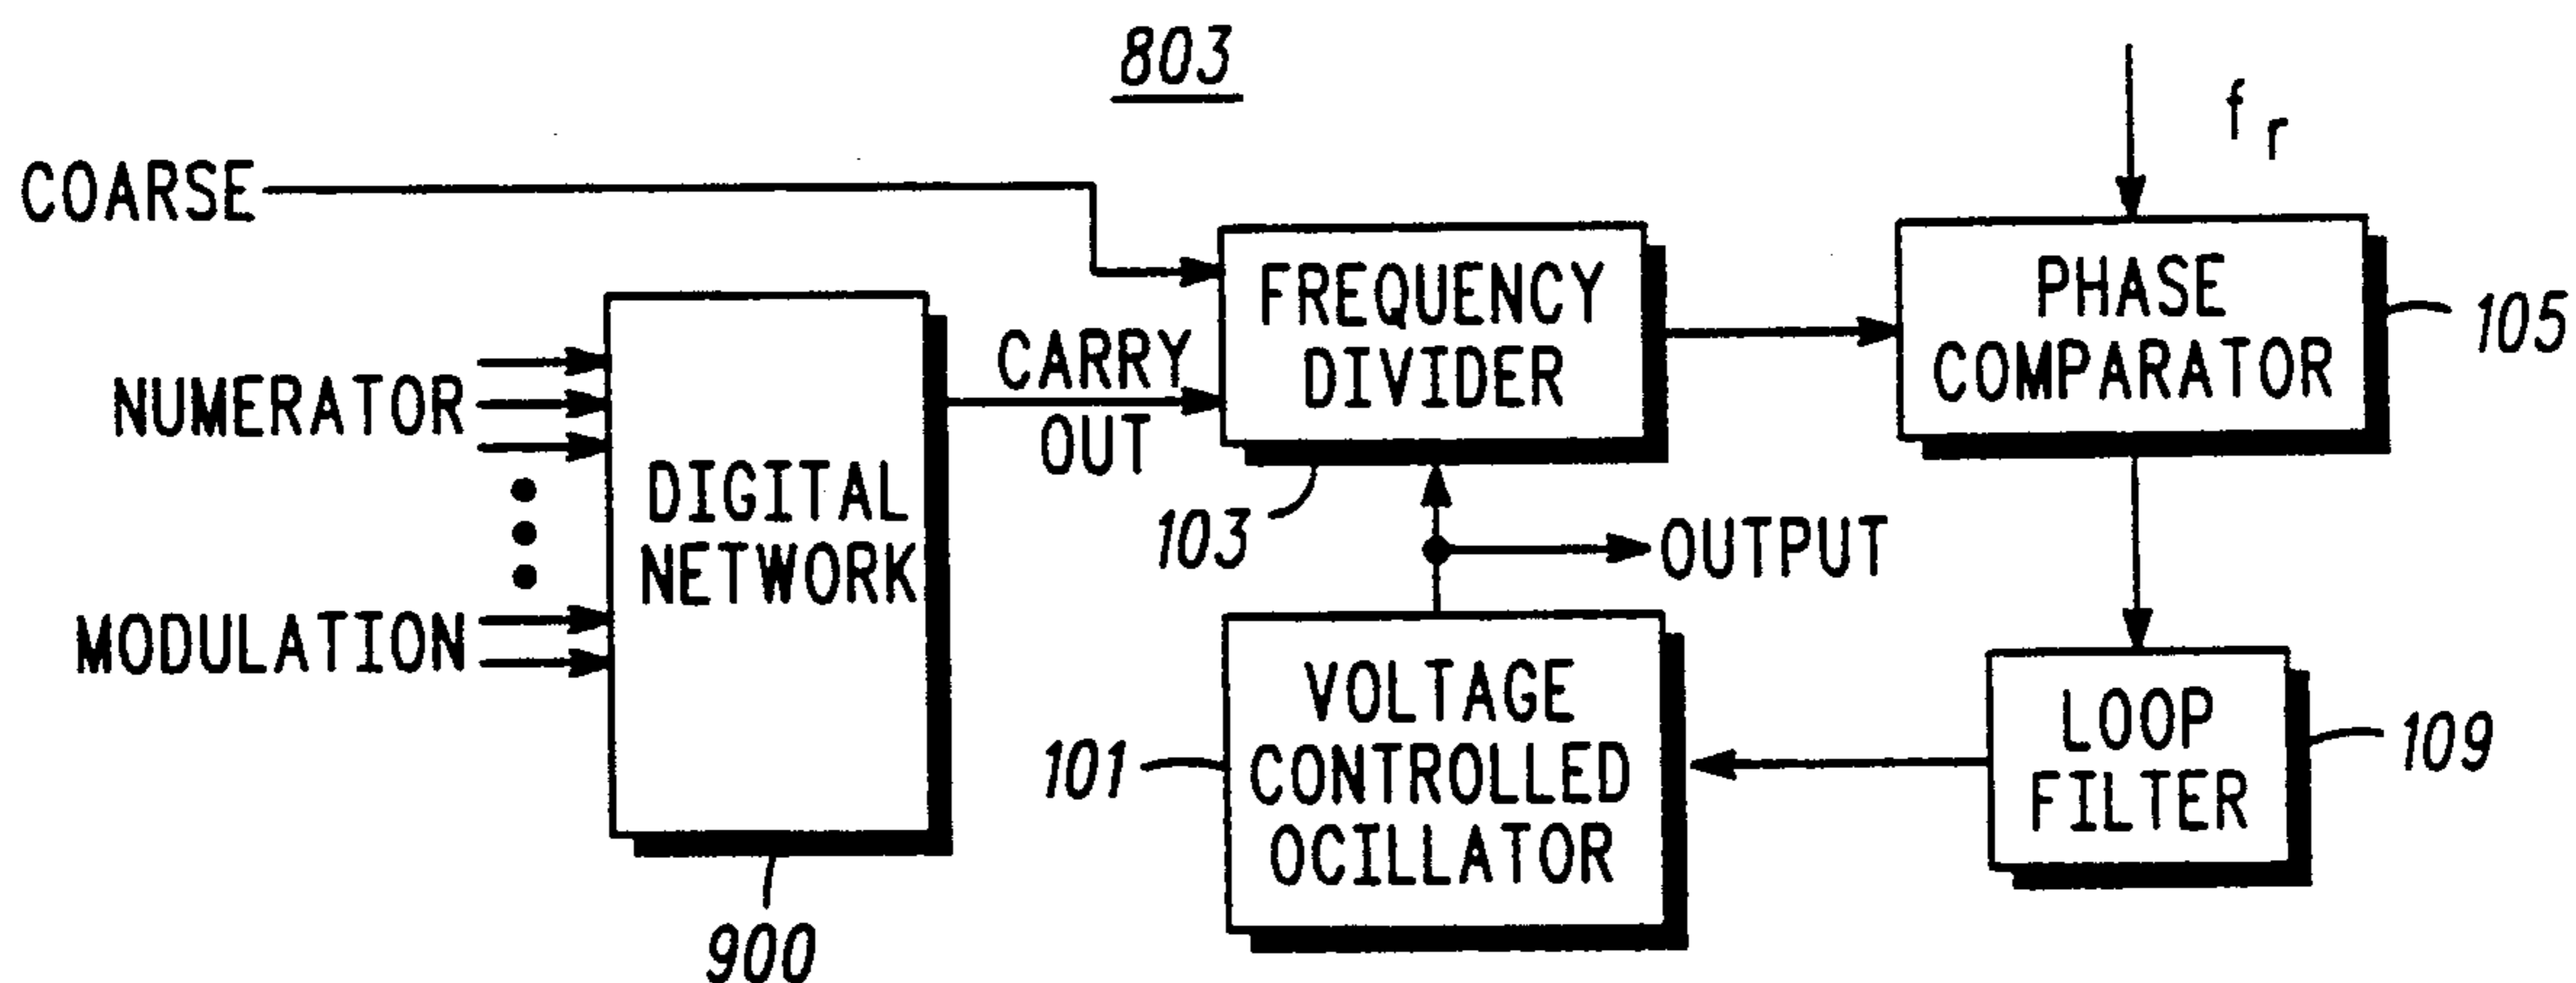 803
COARSE
f r
FREQUENCY
DIVIDER
PHASE
COMPARATOR
105
NUMERATOR
CARRY
OUT
DIGITAL
NETWORK
103
OUTPUT
MODULATION
101
VOLTAGE
CONTROLLED
OCILLATOR
LOOP
FILTER
109
900